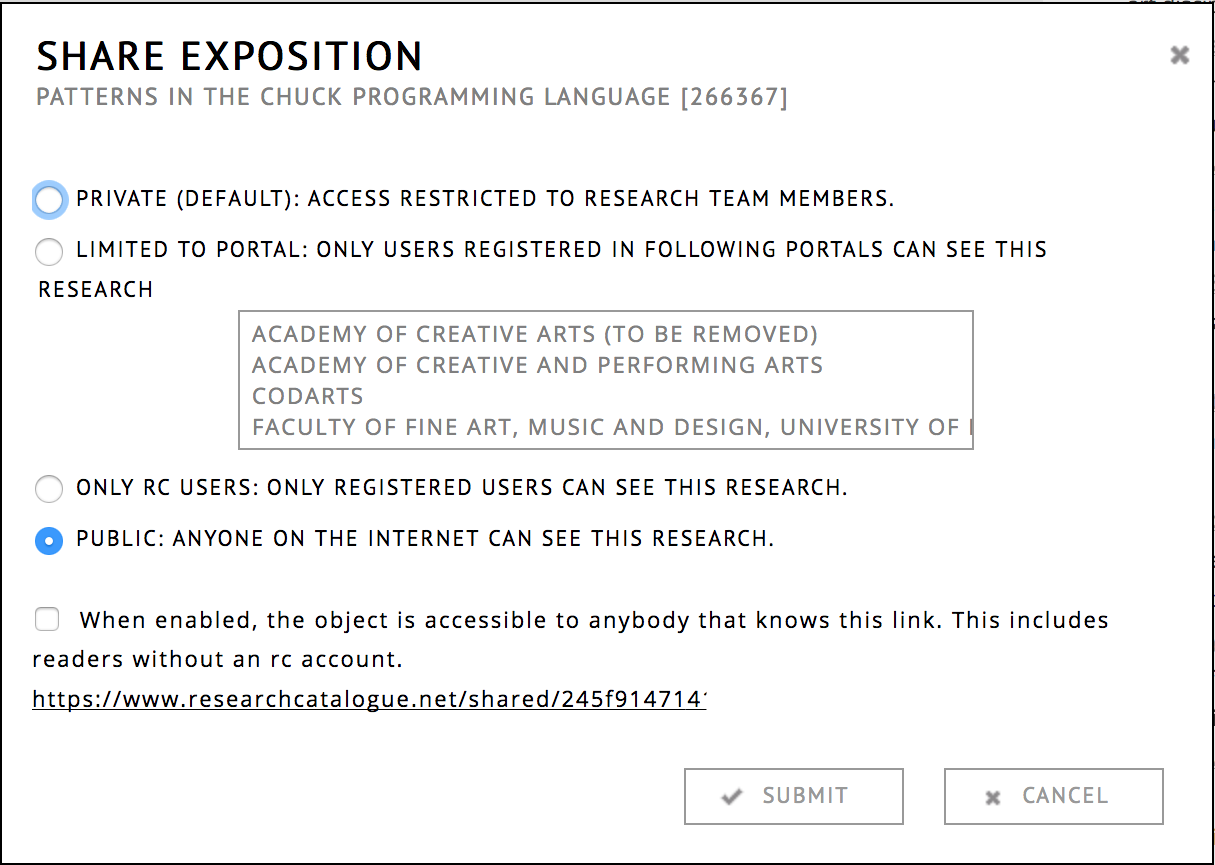 SHARE EXPOSITION
PATTERNS IN THE CHUCK PROGRAMMING LANGUAGE [266367]
PRIVATE (DEFAULT): ACCESS RESTRICTED TO RESEARCH TEAM MEMBERS.
LIMITED TO PORTAL: ONLY USERS REGISTERED IN FOLLOWING PORTALS CAN SEE THIS
RESEARCH
ACADEMY OF CREATIVE ARTS (TO BE REMOVED)
ACADEMY OF CREATIVE AND PERFORMING ARTS
CODARTS
FACULTY OF FINE ART, MUSIC AND DESIGN, UNIVERSITY OF
ONLY RC USERS: ONLY REGISTERED USERS CAN SEE THIS RESEARCH.
PUBLIC: ANYONE ON THE INTERNET CAN SEE THIS RESEARCH.
When enabled, the object is accessible to anybody that knows this link. This includes
readers without an rc account.
https://www.researchcatalogue.net/shared/245f914714
SUBMIT
CANCEL